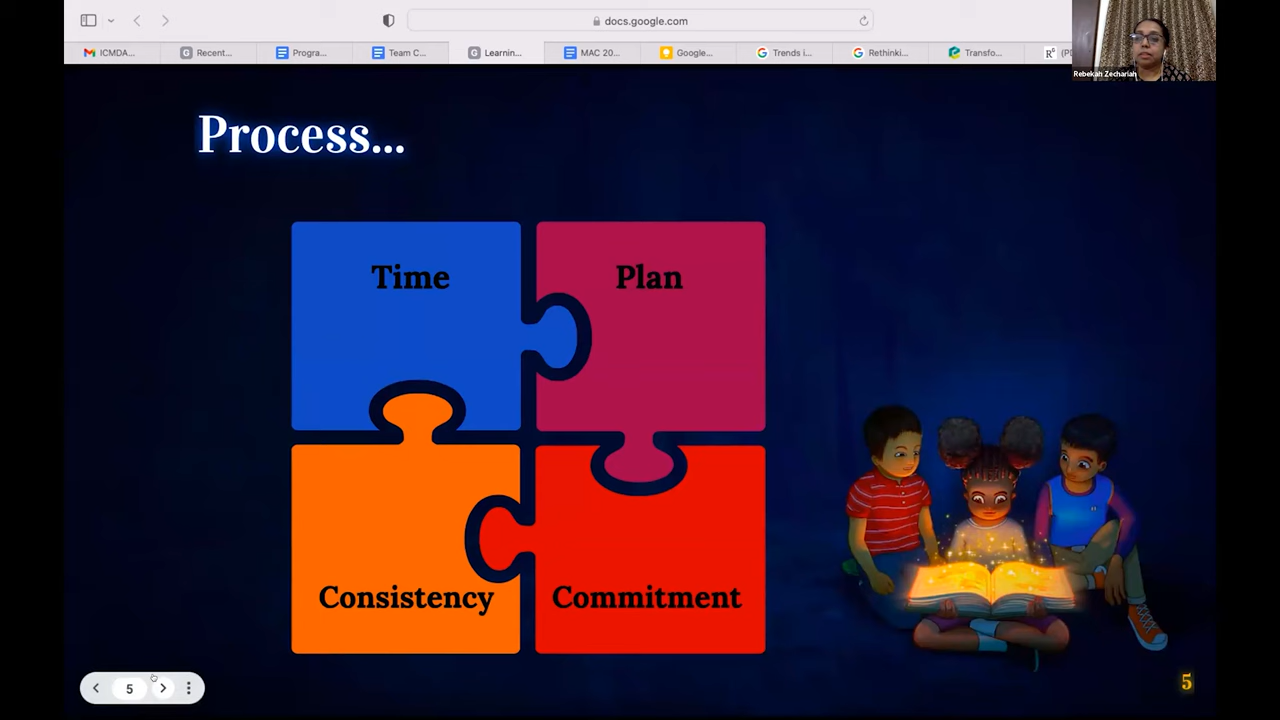 docs.google.com
ICMDA...
Recent...
Progra...
Team C...
Learnin...
MAC 20...
Google...
Trends i...
Rethinki...
Transfo...
Rebekah Zechariah
Process...
Time
Plan
Consistency
Commitment
5
5